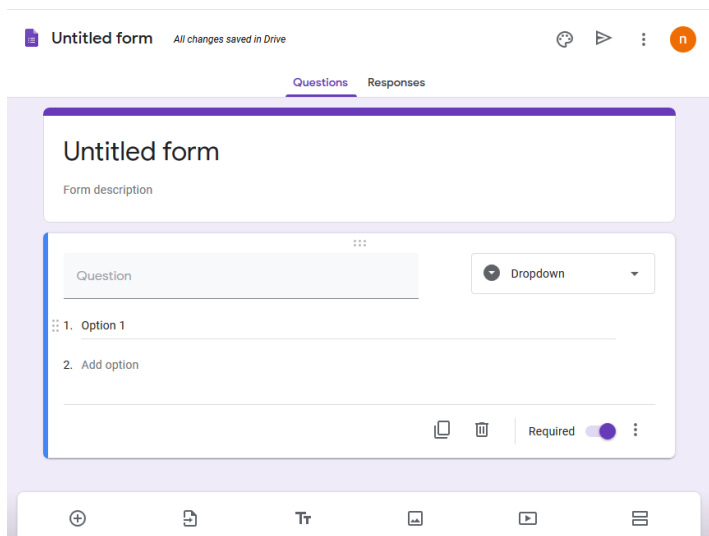 Untitled form All changes saved in Drive n
Questions Responses
Untitled form
Form description
Question Dropdown
1. Option 1
2. Add option
Required
Tт